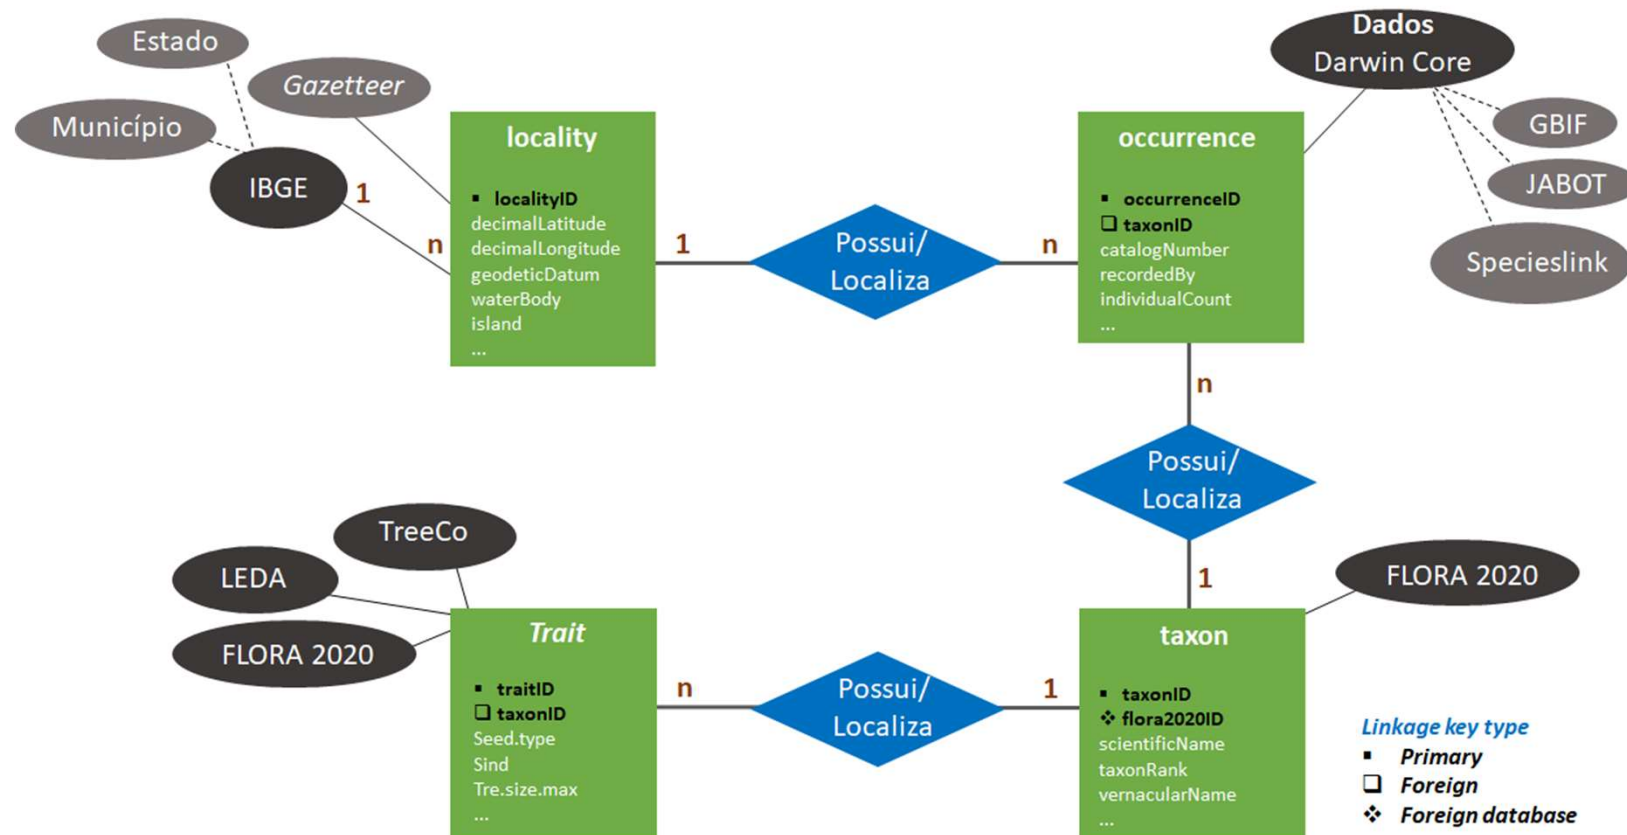 Estado
Gazetteer
Município
IBGE
1
n
locality
▪ localityID
decimalLatitude
decimalLongitude
geodeticDatum
waterBody
island
...
1
Possui/
Localiza
n
occurrence
▪ occurrenceID
❑ taxonID
catalogNumber
recordedBy
individualCount
...
Dados
Darwin Core
GBIF
JABOT
Specieslink
n
Possui/
Localiza
1
TreeCo
LEDA
FLORA 2020
Trait
▪ traitID
❑ taxonID
Seed.type
Sind
Tre.size.max
...
n
Possui/
Localiza
1
taxon
▪ taxonID
❖ flora2020ID
scientificName
taxonRank
vernacularName
...
FLORA 2020
Linkage key type
▪ Primary
❑ Foreign
❖ Foreign database